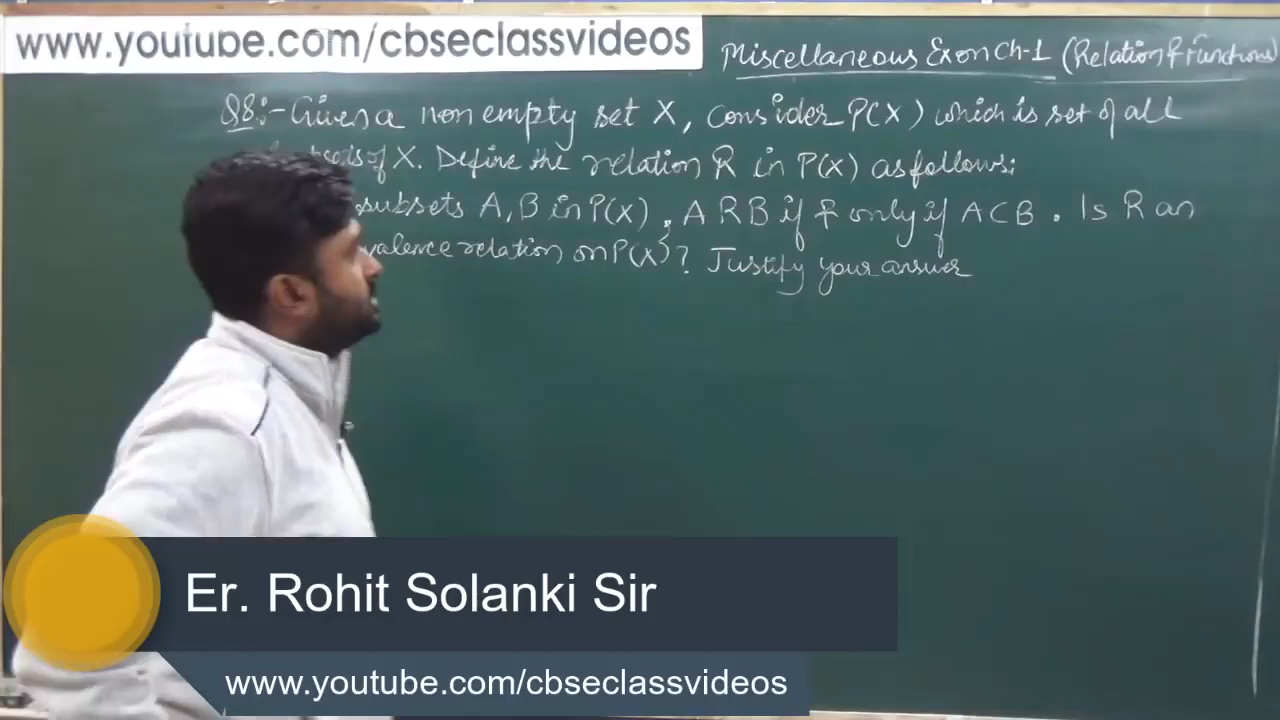 www.youtube.com/cbseclassvideos
Miscellaneous Ex on Ch-1 (Relation & Functions)
Q8:- Given a non empty set X, Consider P(X) which is set of all
of X. Define the relation R in P(X) as follows:
subsets A, B in P(X), A R B if & only if A ⊂ B. Is R an
relation on P(X)? Justify your answer
Er. Rohit Solanki Sir
www.youtube.com/cbseclassvideos